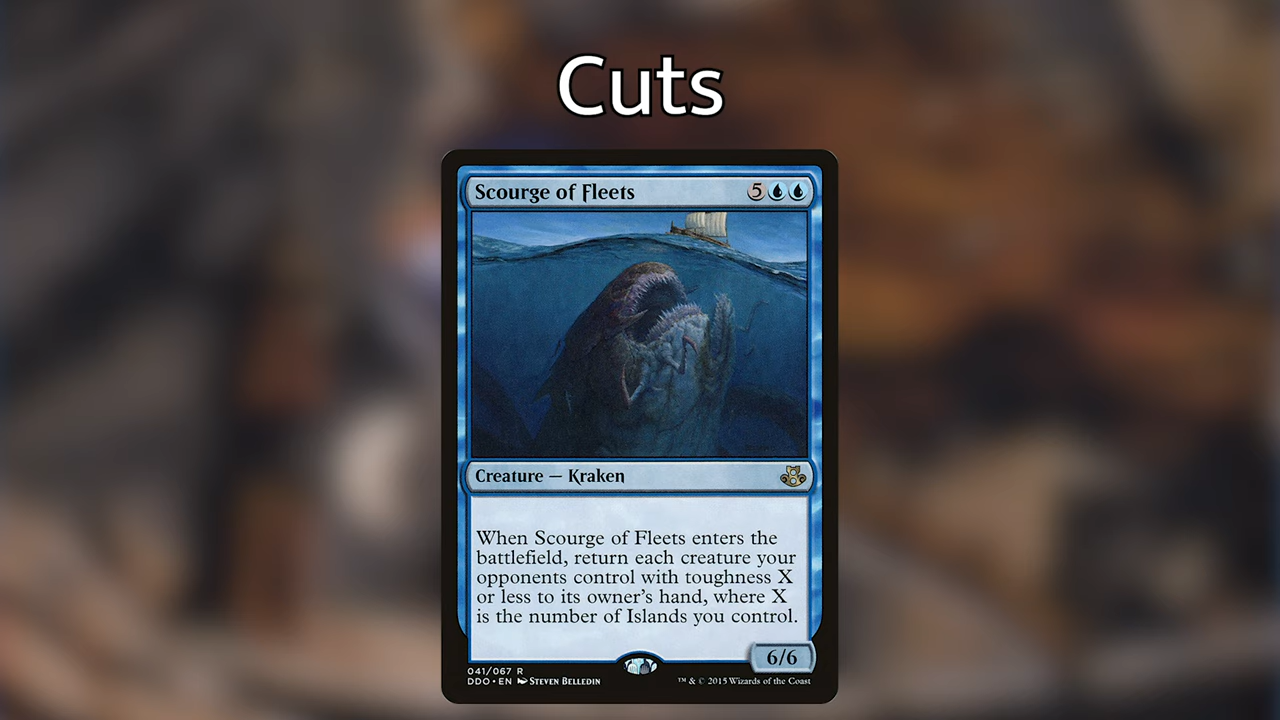 Cuts
Scourge of Fleets 5
Creature — Kraken
When Scourge of Fleets enters the
battlefield, return each creature your
opponents control with toughness X
or less to its owner's hand, where X
is the number of Islands you control.
6/6
041/067 R
DDO • EN Steven Belledin ™ & © 2015 Wizards of the Coast